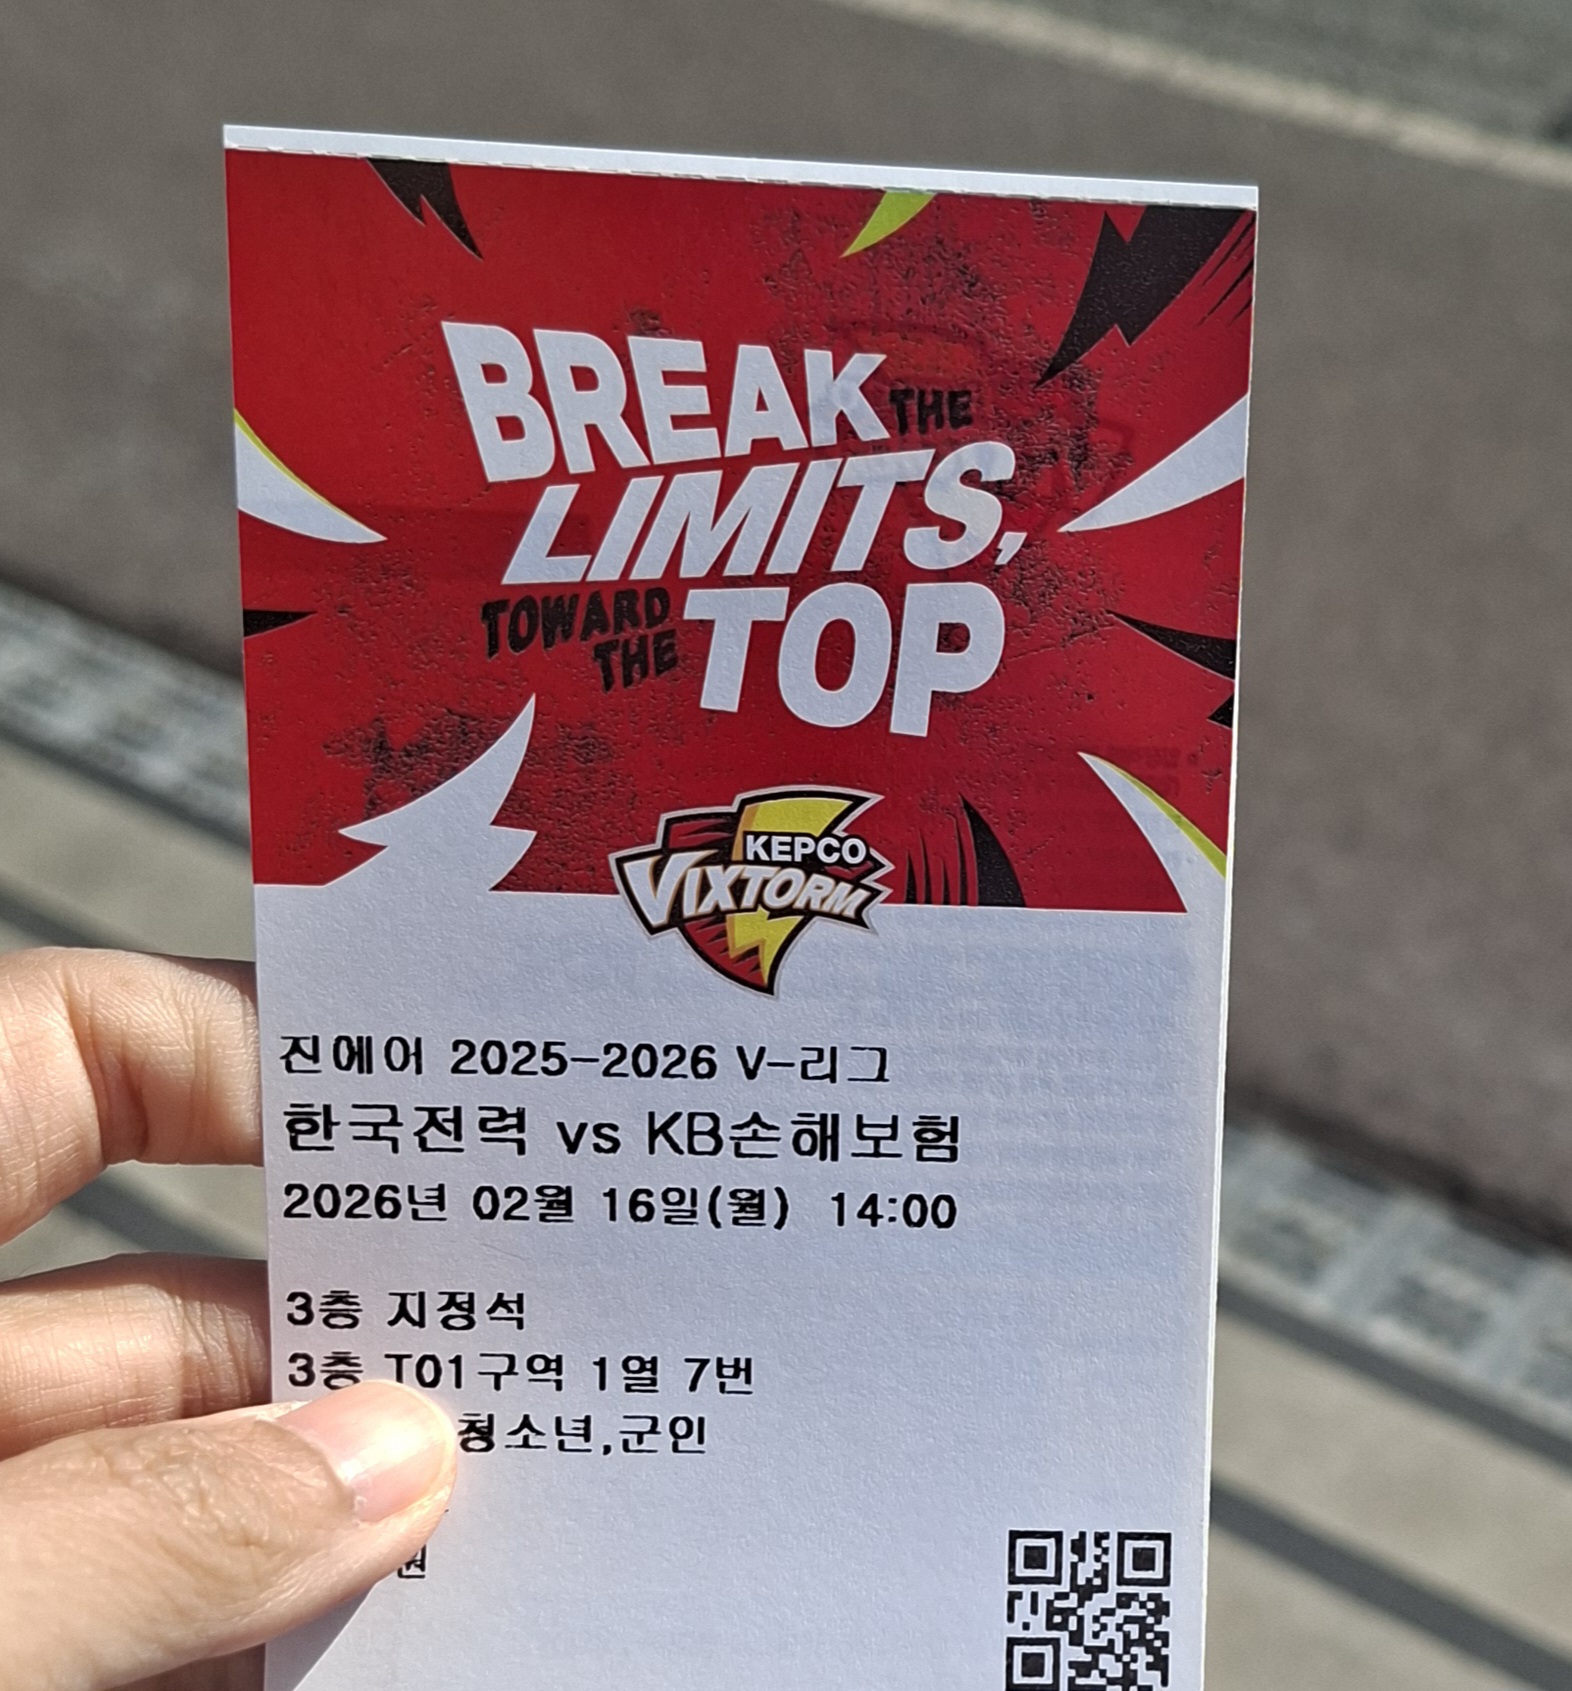 BREAK THE
LIMITS,
TOWARD
THE TOP
KEPCO
VIXTORM
진에어 2025-2026 V-리그
한국전력 vs KB손해보험
2026년 02월 16일(월) 14:00
3층 지정석
3층 T01구역 1열 7번
청소년,군인
원